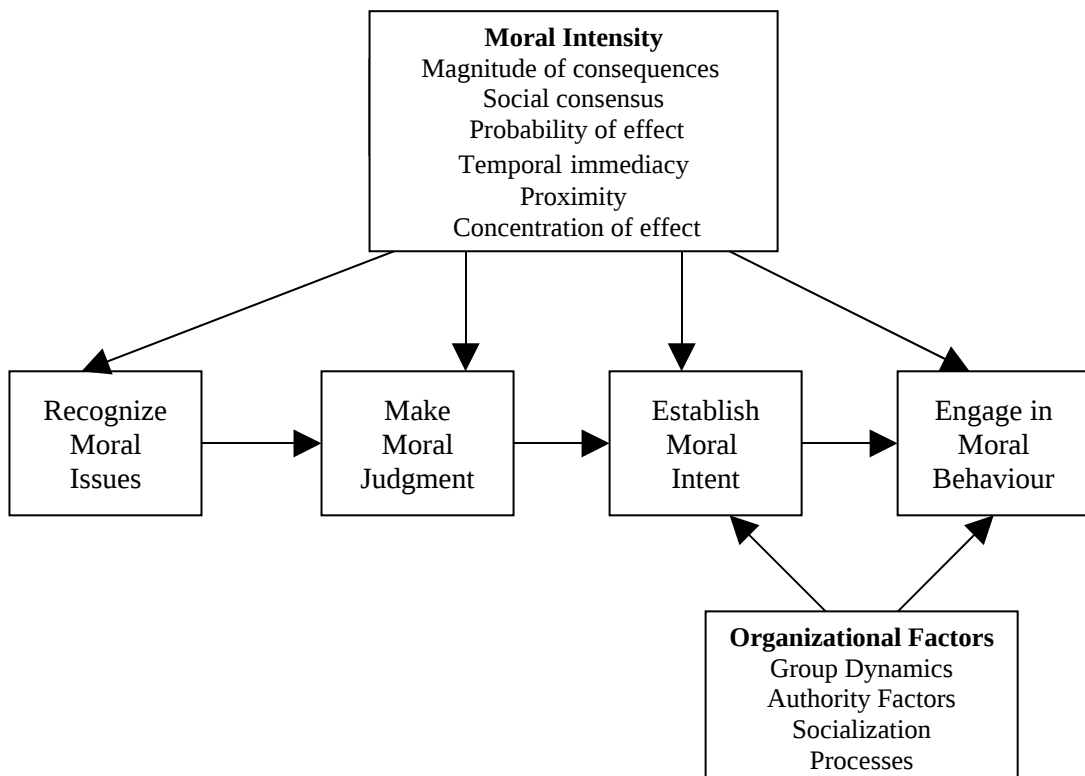 Moral Intensity
Magnitude of consequences
Social consensus
Probability of effect
Temporal immediacy
Proximity
Concentration of effect
Recognize
Moral
Issues
Make
Moral
Judgment
Establish
Moral
Intent
Engage in
Moral
Behaviour
Organizational Factors
Group Dynamics
Authority Factors
Socialization
Processes